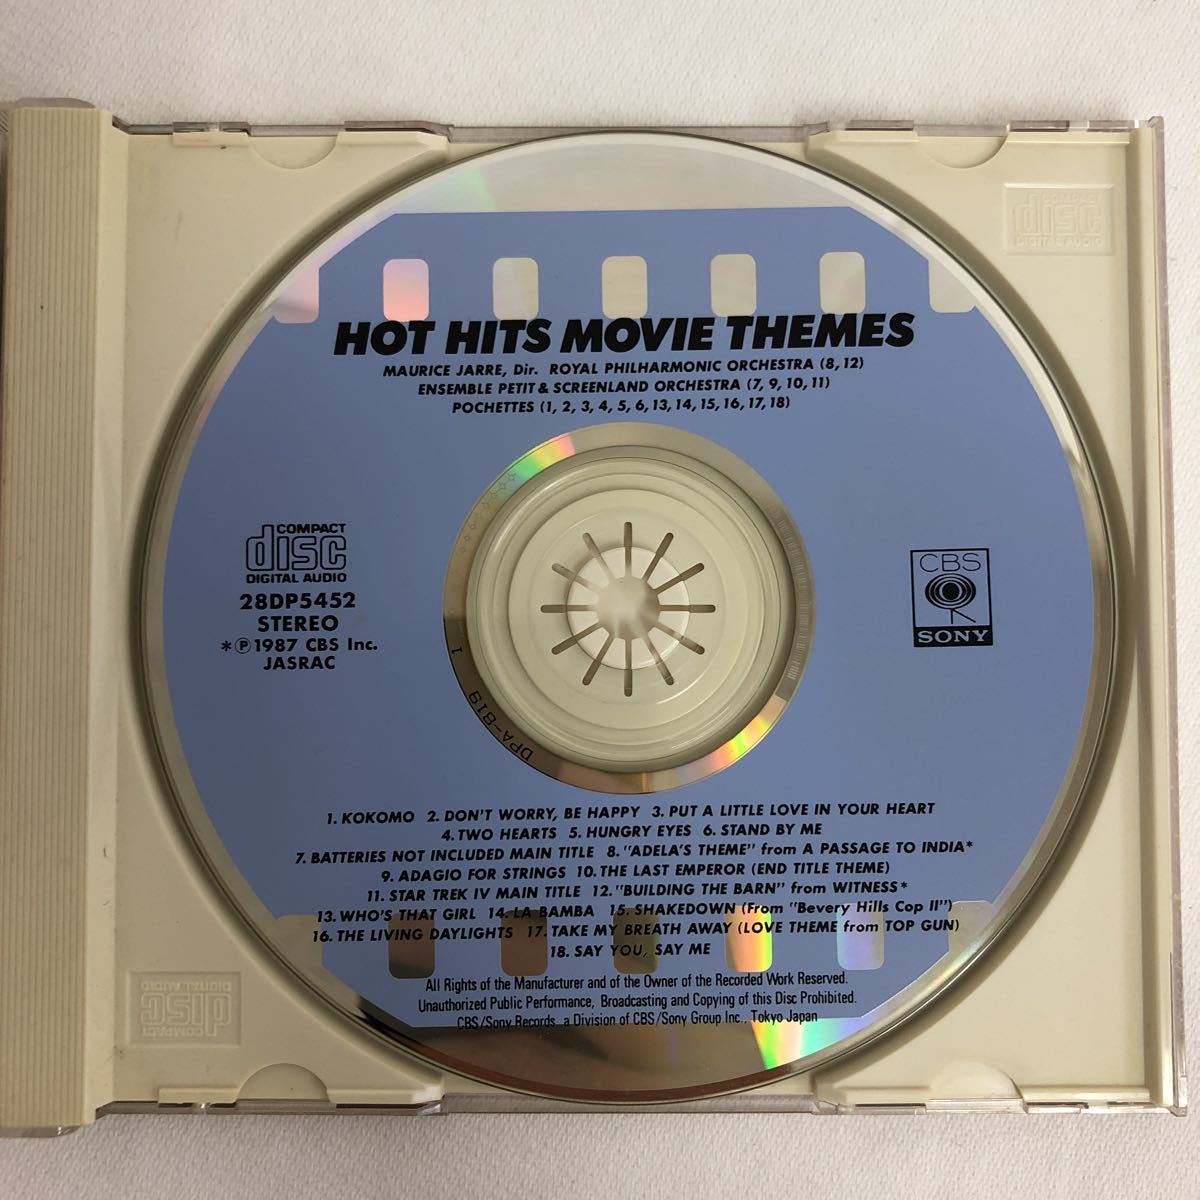 HOT HITS MOVIE THEMES
MAURICE JARRE, Dir. ROYAL PHILHARMONIC ORCHESTRA (8, 12)
ENSEMBLE PETIT & SCREENLAND ORCHESTRA (7, 9, 10, 11)
POCHETTES (1, 2, 3, 4, 5, 6, 13, 14, 15, 16, 17, 18)
COMPACT
disc
DIGITAL AUDIO
28DP5452
STEREO
*Ⓟ1987 CBS Inc.
JASRAC
CBS
SONY
DPA-819 1
1. KOKOMO 2. DON'T WORRY, BE HAPPY 3. PUT A LITTLE LOVE IN YOUR HEART
4. TWO HEARTS 5. HUNGRY EYES 6. STAND BY ME
7. BATTERIES NOT INCLUDED MAIN TITLE 8. "ADELA'S THEME" from A PASSAGE TO INDIA*
9. ADAGIO FOR STRINGS 10. THE LAST EMPEROR (END TITLE THEME)
11. STAR TREK IV MAIN TITLE 12. "BUILDING THE BARN" from WITNESS*
13. WHO'S THAT GIRL 14. LA BAMBA 15. SHAKEDOWN (From "Bevery Hills Cop II")
16. THE LIVING DAYLIGHTS 17. TAKE MY BREATH AWAY (LOVE THEME from TOP GUN)
18. SAY YOU, SAY ME
All Rights of the Manufacturer and of the Owner of the Recorded Work Reserved.
Unauthorized Public Performance, Broadcasting and Copying of this Disc Prohibited.
CBS/Sony Records, a Division of CBS/Sony Group Inc., Tokyo Japan
COMPACT
disc
DIGITAL AUDIO
COMPACT
disc
DIGITAL AUDIO